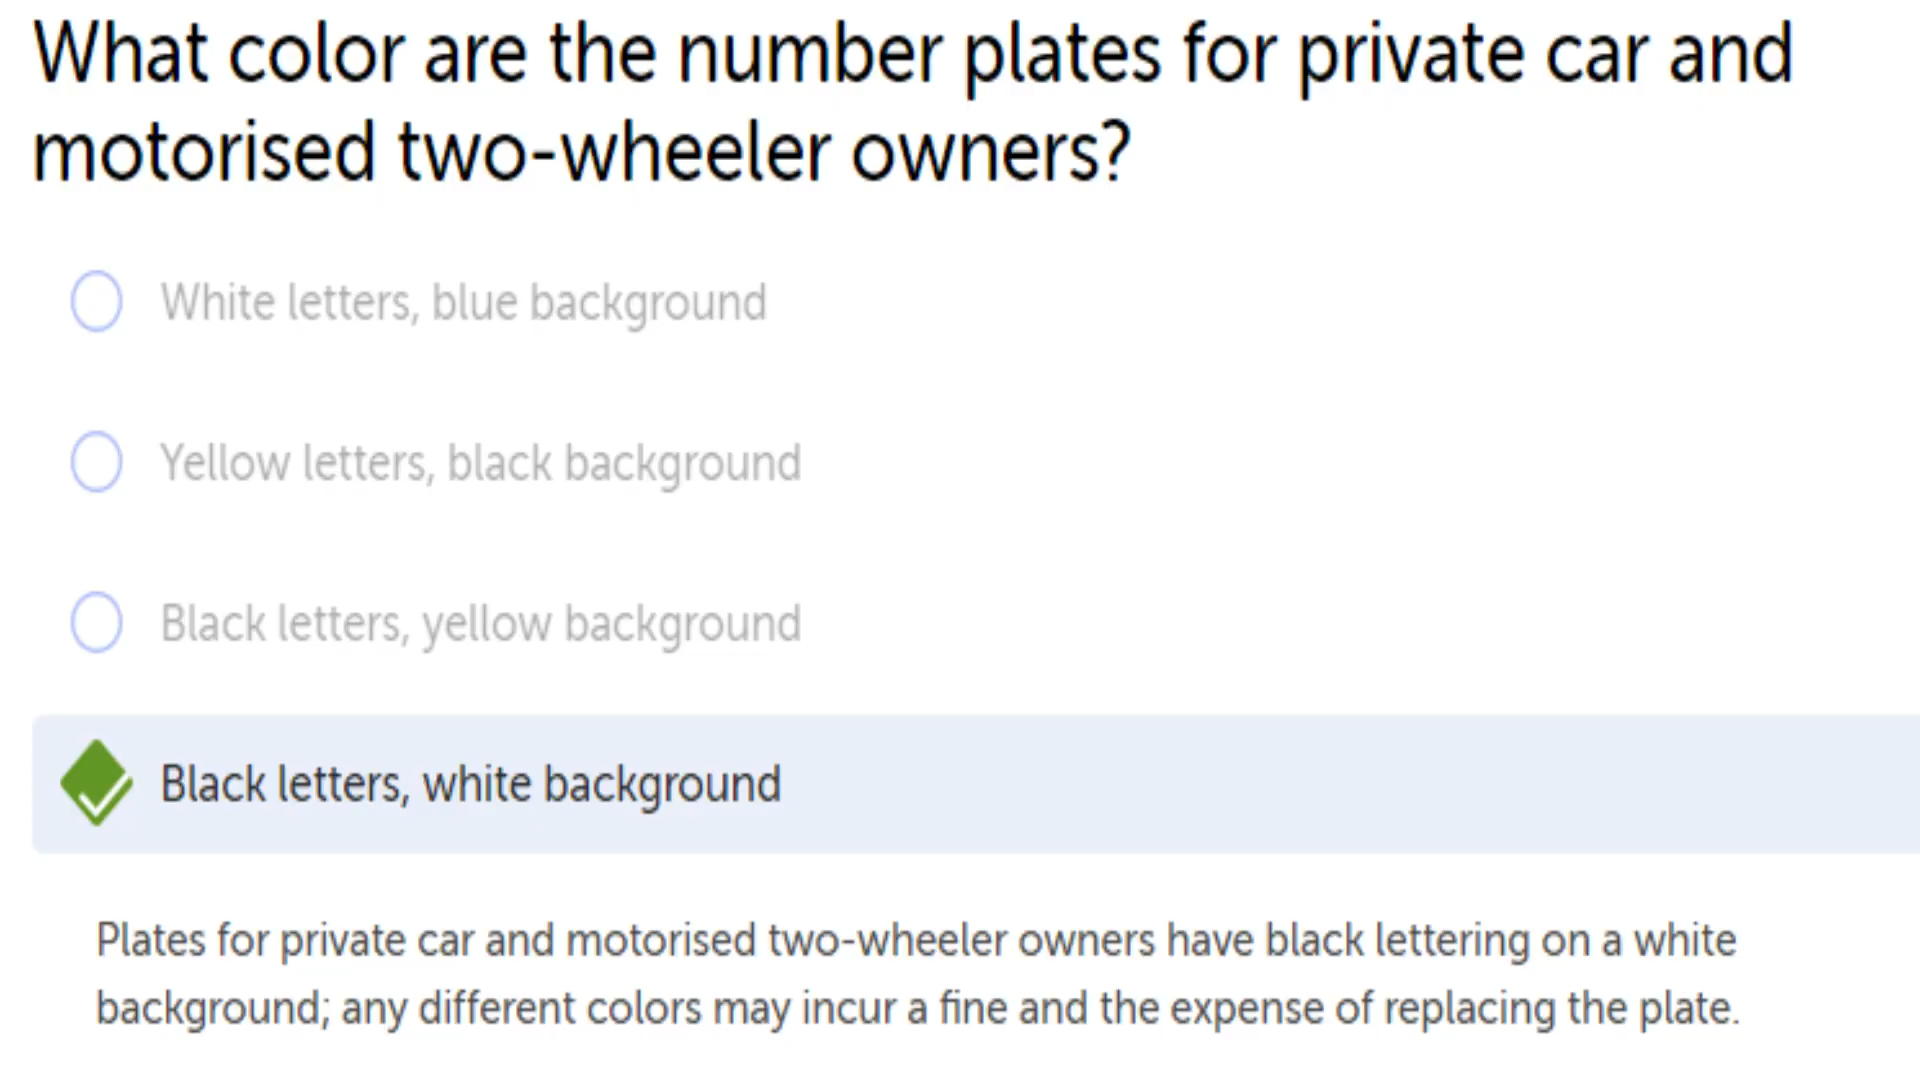 What color are the number plates for private car and
motorised two-wheeler owners?
White letters, blue background
Yellow letters, black background
Black letters, yellow background
Black letters, white background
Plates for private car and motorised two-wheeler owners have black lettering on a white
background; any different colors may incur a fine and the expense of replacing the plate.